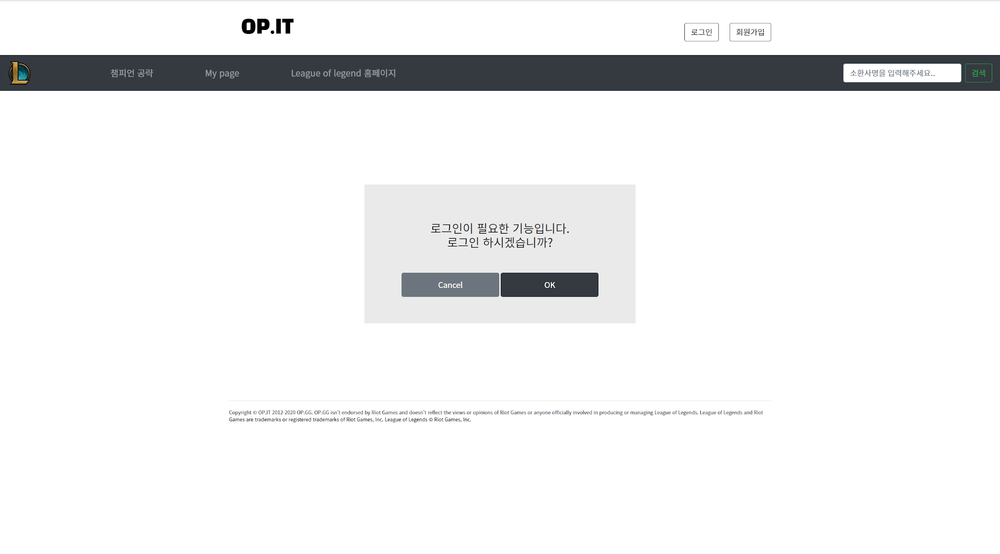 OP.IT
로그인 회원가입
챔피언 공략 My page League of legend 홈페이지 소환사명을 입력해주세요.. 검색
로그인이 필요한 기능입니다.
로그인 하시겠습니까?
Cancel OK
Copyright © OP.IT 2012-2020 OP.GG. OP.GG isn't endorsed by Riot Games and doesn't reflect the views or opinions of Riot Games or anyone officially involved in producing or managing League of Legends. League of Legends and Riot
Games are trademarks or registered trademarks of Riot Games, Inc. League of Legends © Riot Games, Inc.